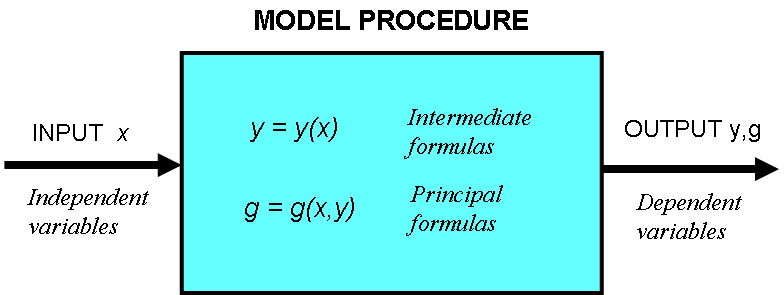 MODEL PROCEDURE
INPUT x
Independent
variables
y = y(x)
Intermediate
formulas
g = g(x,y)
Principal
formulas
OUTPUT y,g
Dependent
variables